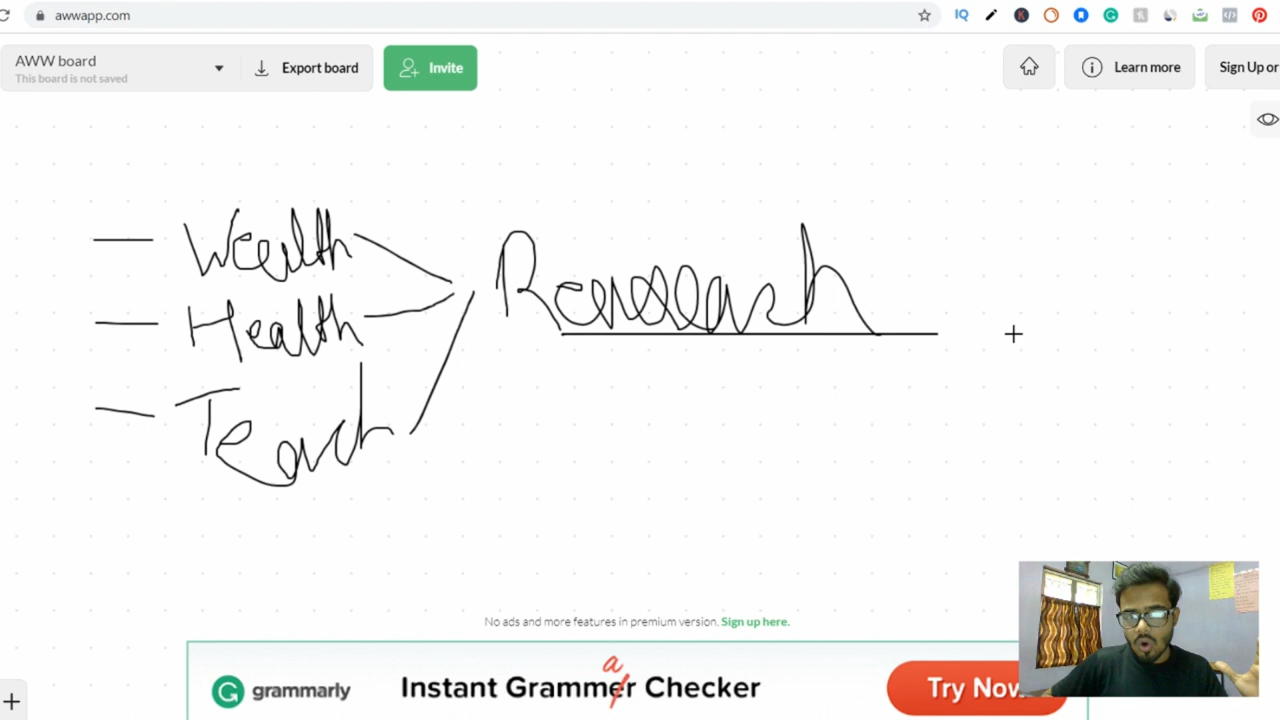 awwapp.com
AWW board
This board is not saved
Export board
Invite
Learn more
Sign Up or
Wealth
Health
Teach
Research
No ads and more features in premium version. Sign up here.
grammarly
Instant Grammer Checker
a
Try Now